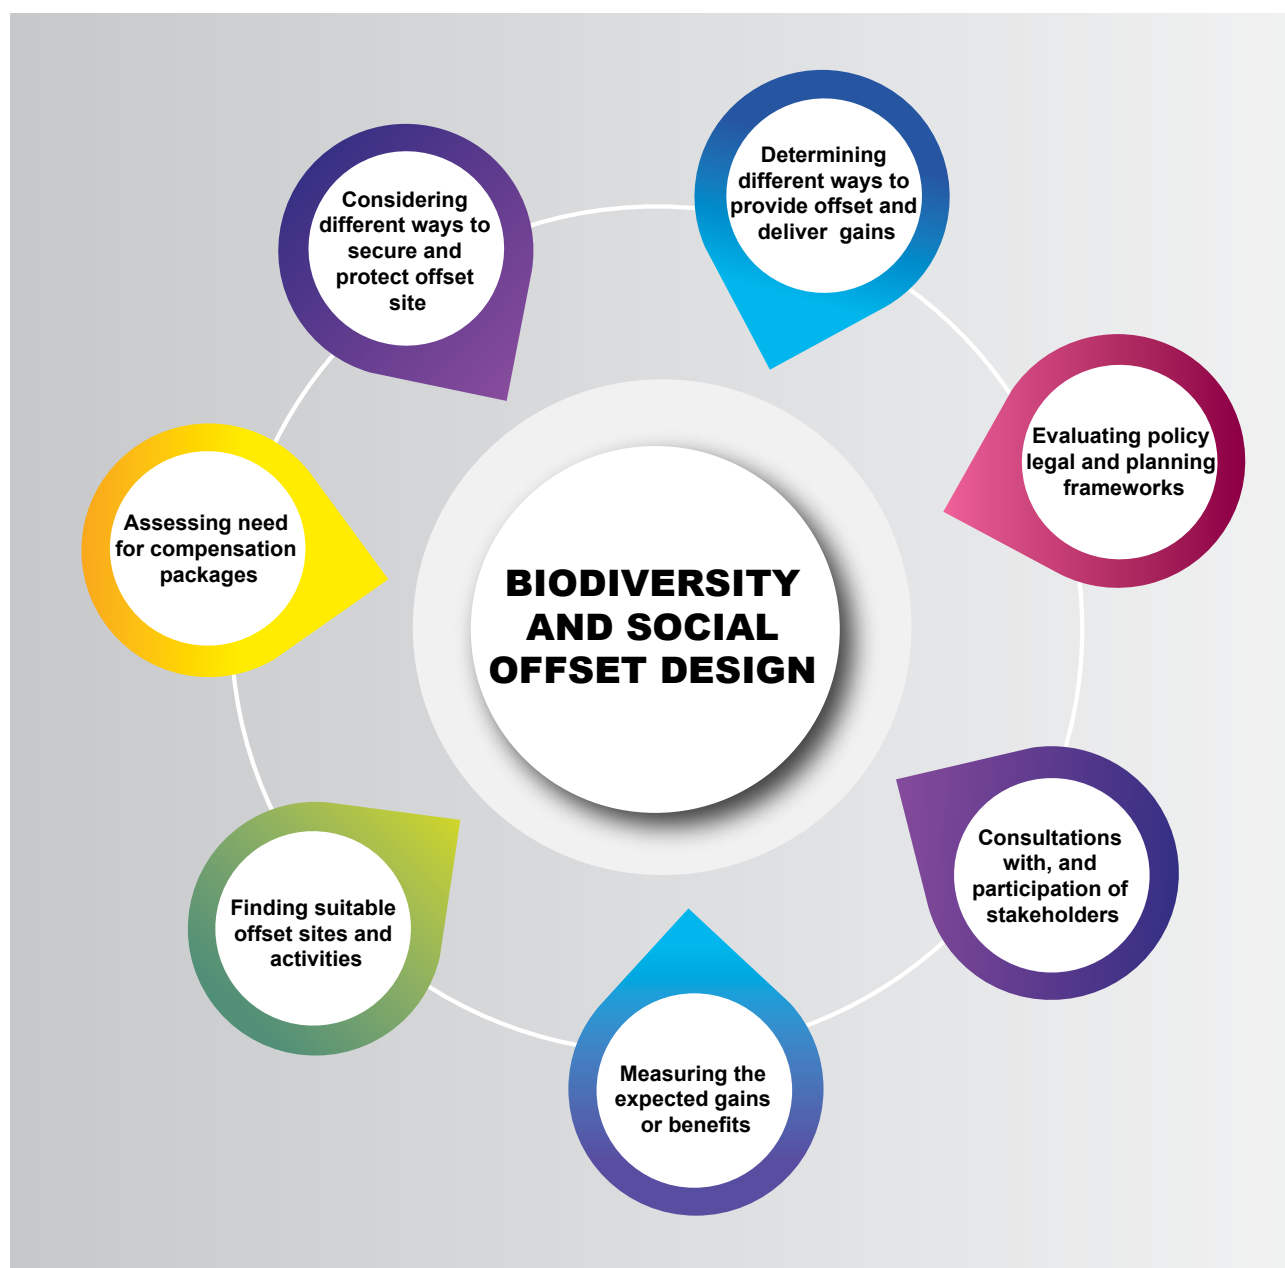 Determining
different ways to
provide offset and
deliver gains
Considering
different ways to
secure and
protect offset
site
Evaluating policy
legal and planning
frameworks
Assessing need
for compensation
packages
BIODIVERSITY
AND SOCIAL
OFFSET DESIGN
Consultations
with, and
participation of
stakeholders
Finding suitable
offset sites and
activities
Measuring the
expected gains
or benefits